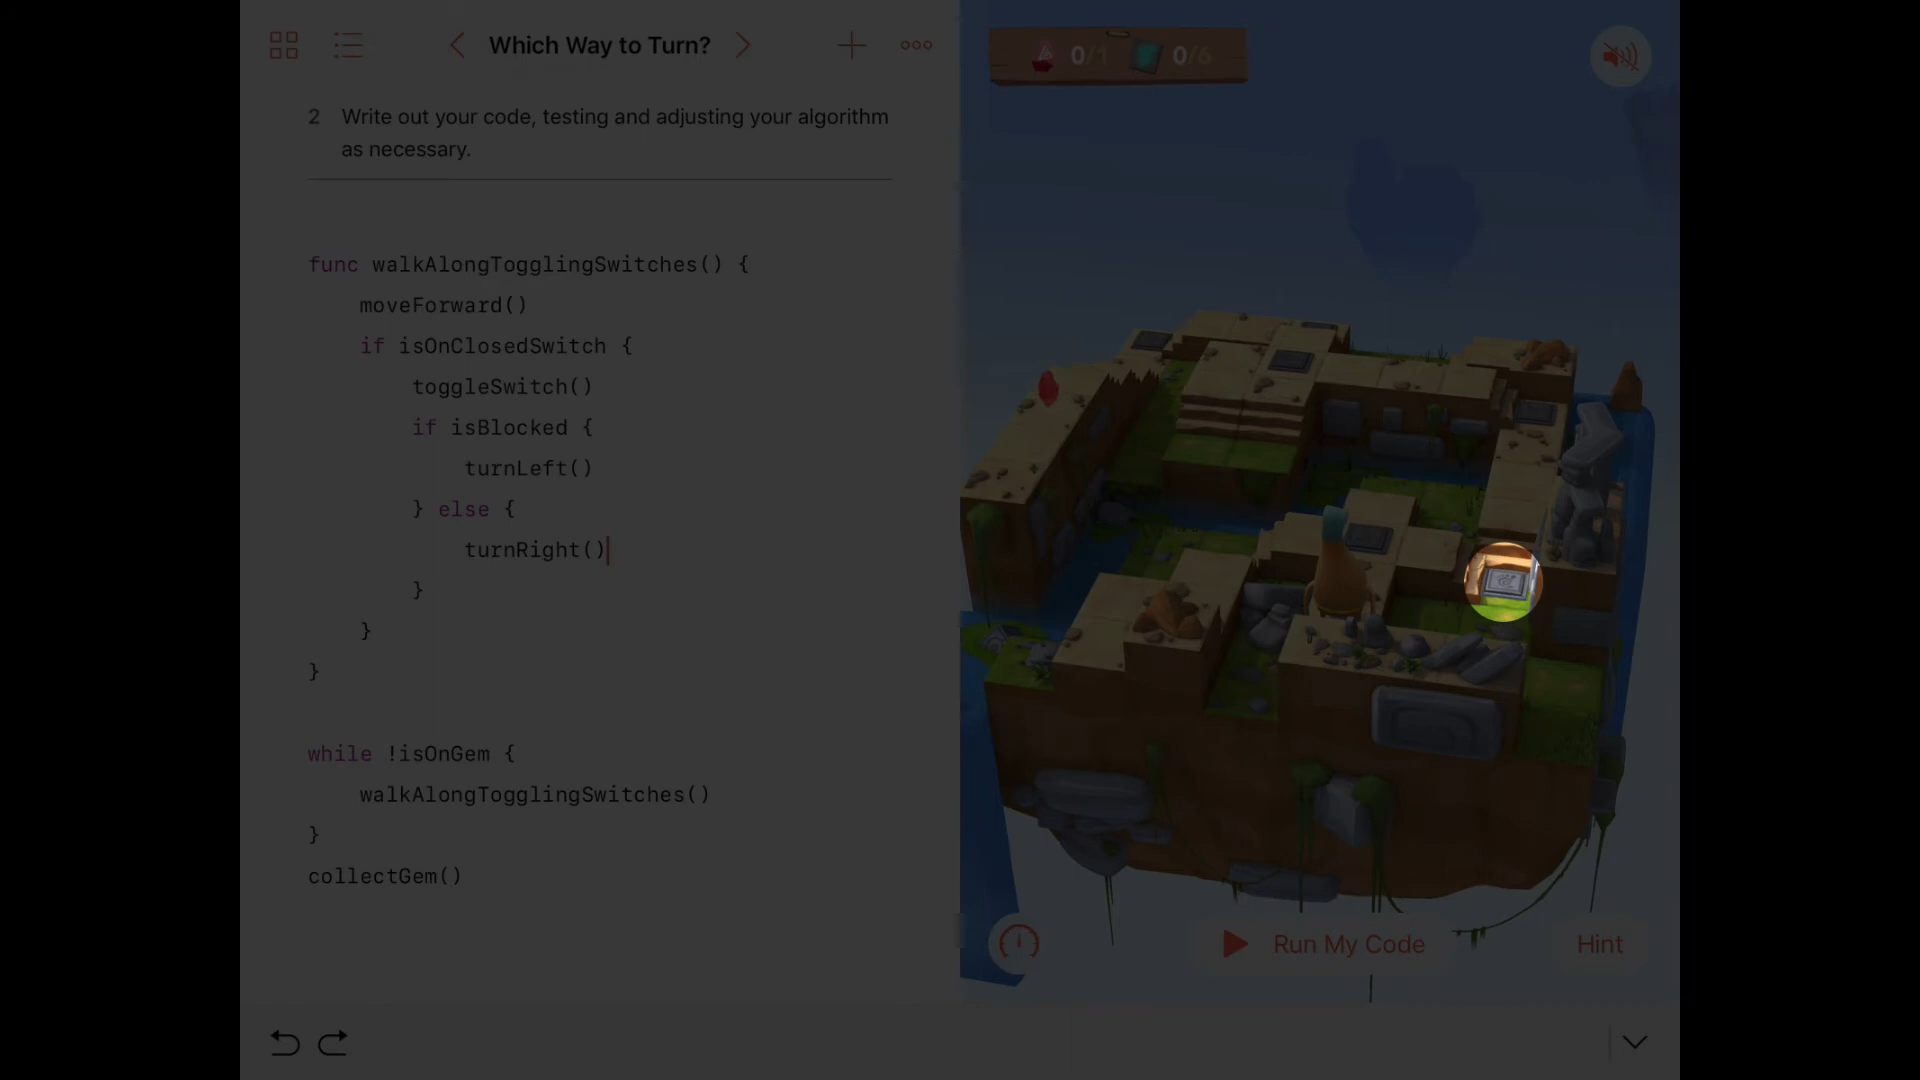 Which Way to Turn?
0/1 0/6
2 Write out your code, testing and adjusting your algorithm
as necessary.
func walkAlongTogglingSwitches() {
    moveForward()
    if isOnClosedSwitch {
        toggleSwitch()
        if isBlocked {
            turnLeft()
        } else {
            turnRight()
        }
    }
}
while !isOnGem {
    walkAlongTogglingSwitches()
}
collectGem()
Run My Code
Hint